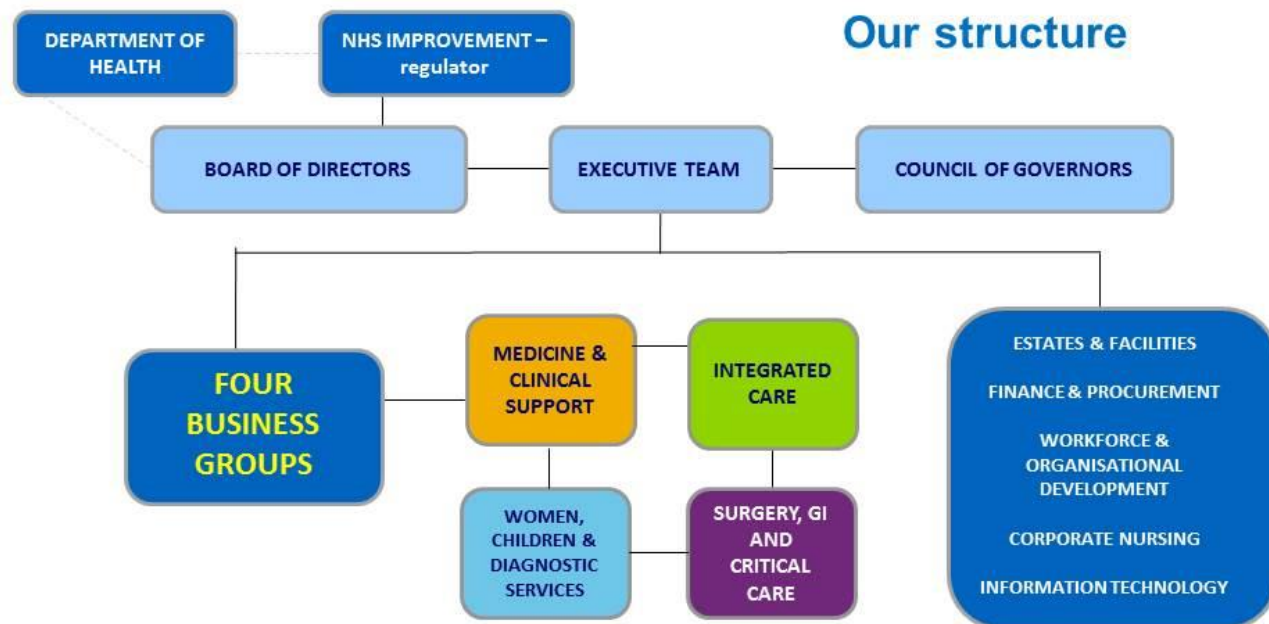 Our structure
DEPARTMENT OF
HEALTH
NHS IMPROVEMENT –
regulator
BOARD OF DIRECTORS
EXECUTIVE TEAM
COUNCIL OF GOVERNORS
FOUR
BUSINESS
GROUPS
MEDICINE &
CLINICAL
SUPPORT
INTEGRATED
CARE
WOMEN,
CHILDREN &
DIAGNOSTIC
SERVICES
SURGERY, GI
AND
CRITICAL
CARE
ESTATES & FACILITIES
FINANCE & PROCUREMENT
WORKFORCE &
ORGANISATIONAL
DEVELOPMENT
CORPORATE NURSING
INFORMATION TECHNOLOGY